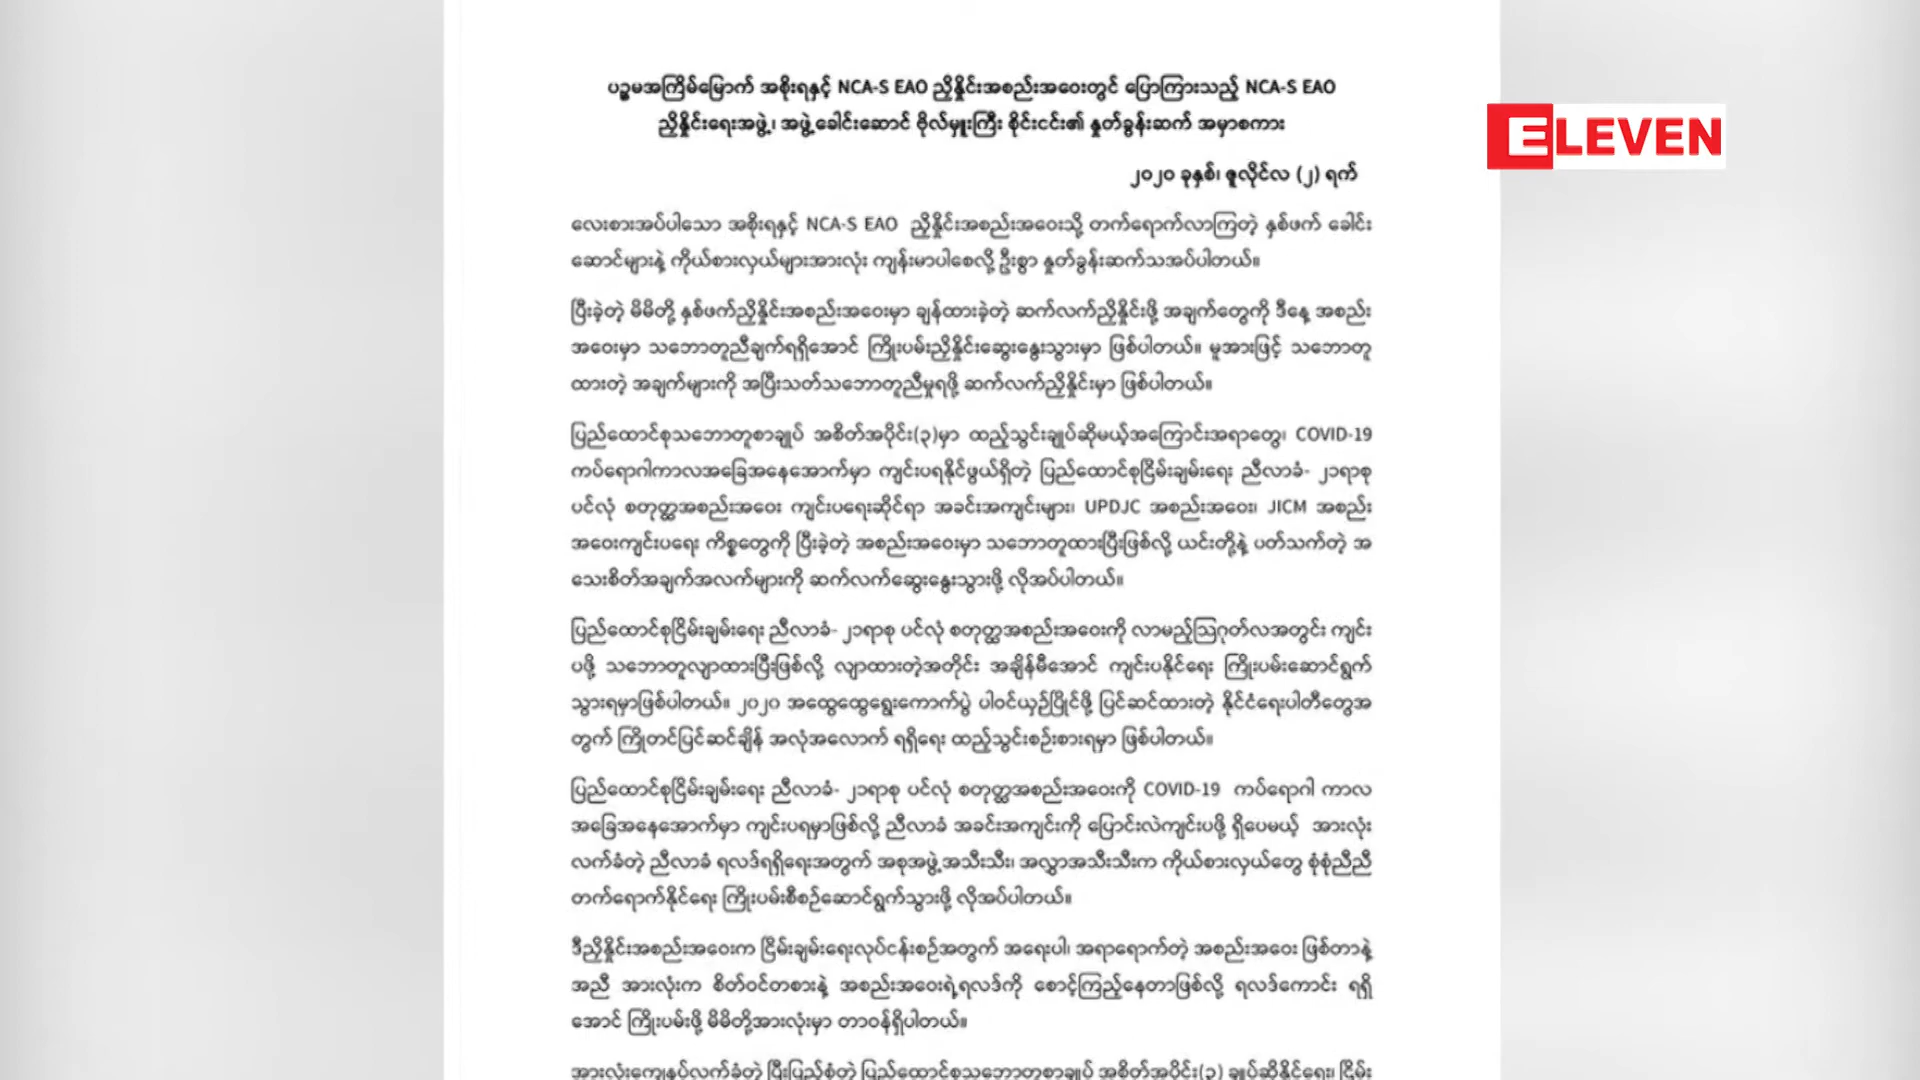 ပဉ္စမအကြိမ်မြောက် အစိုးရနှင့် NCA-S EAO ညှိနှိုင်းအစည်းအဝေးတွင် ပြောကြားသည့် NCA-S EAO
ညှိနှိုင်းရေးအဖွဲ့၊ အဖွဲ့ခေါင်းဆောင် ဗိုလ်မှူးကြီး စိုင်းငင်း၏ နှုတ်ခွန်းဆက် အမှာစကား
ELEVEN
၂၀၂၀ ခုနှစ်၊ ဇူလိုင်လ (၂) ရက်
လေးစားအပ်ပါသော အစိုးရနှင့် NCA-S EAO ညှိနှိုင်းအစည်းအဝေးသို့ တက်ရောက်လာကြတဲ့ နှစ်ဖက် ခေါင်း
ဆောင်များနဲ့ ကိုယ်စားလှယ်များအားလုံး ကျန်းမာပါစေလို့ ဦးစွာ နှုတ်ခွန်းဆက်သအပ်ပါတယ်။
ပြီးခဲ့တဲ့ မိမိတို့ နှစ်ဖက်ညှိနှိုင်းအစည်းအဝေးမှာ ချန်ထားခဲ့တဲ့ ဆက်လက်ညှိနှိုင်းဖို့ အချက်တွေကို ဒီနေ့ အစည်း
အဝေးမှာ သဘောတူညီချက်ရရှိအောင် ကြိုးပမ်းညှိနှိုင်းဆွေးနွေးသွားမှာ ဖြစ်ပါတယ်။ မူအားဖြင့် သဘောတူ
ထားတဲ့ အချက်များကို အပြီးသတ်သဘောတူညီမှုရဖို့ ဆက်လက်ညှိနှိုင်းမှာ ဖြစ်ပါတယ်။
ပြည်ထောင်စုသဘောတူစာချုပ် အစိတ်အပိုင်း(၃)မှာ ထည့်သွင်းချုပ်ဆိုမယ့်အကြောင်းအရာတွေ၊ COVID-19
ကပ်ရောဂါကာလအခြေအနေအောက်မှာ ကျင်းပရနိုင်ဖွယ်ရှိတဲ့ ပြည်ထောင်စုငြိမ်းချမ်းရေး ညီလာခံ- ၂၁ရာစု
ပင်လုံ စတုတ္ထအစည်းအဝေး ကျင်းပရေးဆိုင်ရာ အခင်းအကျင်းများ၊ UPDJC အစည်းအဝေး၊ JICM အစည်း
အဝေးကျင်းပရေး ကိစ္စတွေကို ပြီးခဲ့တဲ့ အစည်းအဝေးမှာ သဘောတူထားပြီးဖြစ်လို့ ယင်းတို့နဲ့ ပတ်သက်တဲ့ အ
သေးစိတ်အချက်အလက်များကို ဆက်လက်ဆွေးနွေးသွားဖို့ လိုအပ်ပါတယ်။
ပြည်ထောင်စုငြိမ်းချမ်းရေး ညီလာခံ- ၂၁ရာစု ပင်လုံ စတုတ္ထအစည်းအဝေးကို လာမည့်ဩဂုတ်လအတွင်း ကျင်း
ပဖို့ သဘောတူလျာထားပြီးဖြစ်လို့ လျာထားတဲ့အတိုင်း အချိန်မီအောင် ကျင်းပနိုင်ရေး ကြိုးပမ်းဆောင်ရွက်
သွားရမှာဖြစ်ပါတယ်။ ၂၀၂၀ အထွေထွေရွေးကောက်ပွဲ ပါဝင်ယှဉ်ပြိုင်ဖို့ ပြင်ဆင်ထားတဲ့ နိုင်ငံရေးပါတီတွေအ
တွက် ကြိုတင်ပြင်ဆင်ချိန် အလုံအလောက် ရရှိရေး ထည့်သွင်းစဉ်းစားရမှာ ဖြစ်ပါတယ်။
ပြည်ထောင်စုငြိမ်းချမ်းရေး ညီလာခံ- ၂၁ရာစု ပင်လုံ စတုတ္ထအစည်းအဝေးကို COVID-19 ကပ်ရောဂါ ကာလ
အခြေအနေအောက်မှာ ကျင်းပရမှာဖြစ်လို့ ညီလာခံ အခင်းအကျင်းကို ပြောင်းလဲကျင်းပဖို့ ရှိပေမယ့် အားလုံး
လက်ခံတဲ့ ညီလာခံ ရလဒ်ရရှိရေးအတွက် အစုအဖွဲ့အသီးသီး၊ အလွှာအသီးသီးက ကိုယ်စားလှယ်တွေ စုံစုံညီညီ
တက်ရောက်နိုင်ရေး ကြိုးပမ်းစီစဉ်ဆောင်ရွက်သွားဖို့ လိုအပ်ပါတယ်။
ဒီညှိနှိုင်းအစည်းအဝေးက ငြိမ်းချမ်းရေးလုပ်ငန်းစဉ်အတွက် အရေးပါ၊ အရာရောက်တဲ့ အစည်းအဝေး ဖြစ်တာနဲ့
အညီ အားလုံးက စိတ်ဝင်တစားနဲ့ အစည်းအဝေးရဲ့ရလဒ်ကို စောင့်ကြည့်နေတာဖြစ်လို့ ရလဒ်ကောင်း ရရှိ
အောင် ကြိုးပမ်းဖို့ မိမိတို့အားလုံးမှာ တာဝန်ရှိပါတယ်။
အားလုံးကျေနပ်လက်ခံတဲ့ ပြီးပြည့်စုံတဲ့ ပြည်ထောင်စုသဘောတူစာချုပ် အစိတ်အပိုင်း(၃) ချုပ်ဆိုနိုင်ရေး၊ ငြိမ်း